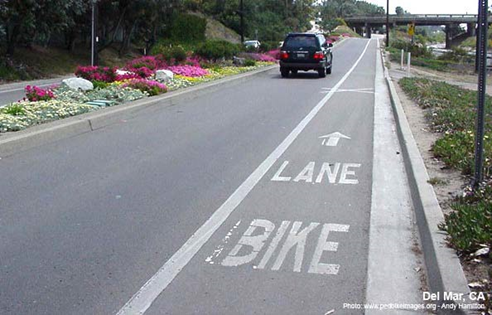 LANE
BIKE
Del Mar, CA
Photo: www.pedbikeimages.org - Andy Hamilton